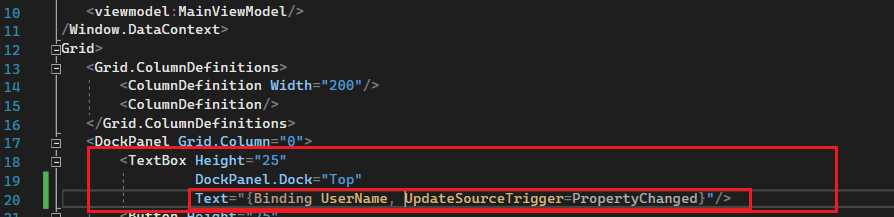 10 <viewmodel:MainViewModel/>
11 /Window.DataContext>
12 Grid>
13 <Grid.ColumnDefinitions>
14 <ColumnDefinition Width="200"/>
15 <ColumnDefinition/>
16 </Grid.ColumnDefinitions>
17 <DockPanel Grid.Column="0">
18 <TextBox Height="25"
19 DockPanel.Dock="Top"
20 Text="{Binding UserName, UpdateSourceTrigger=PropertyChanged}"/>
<Button Height="25"